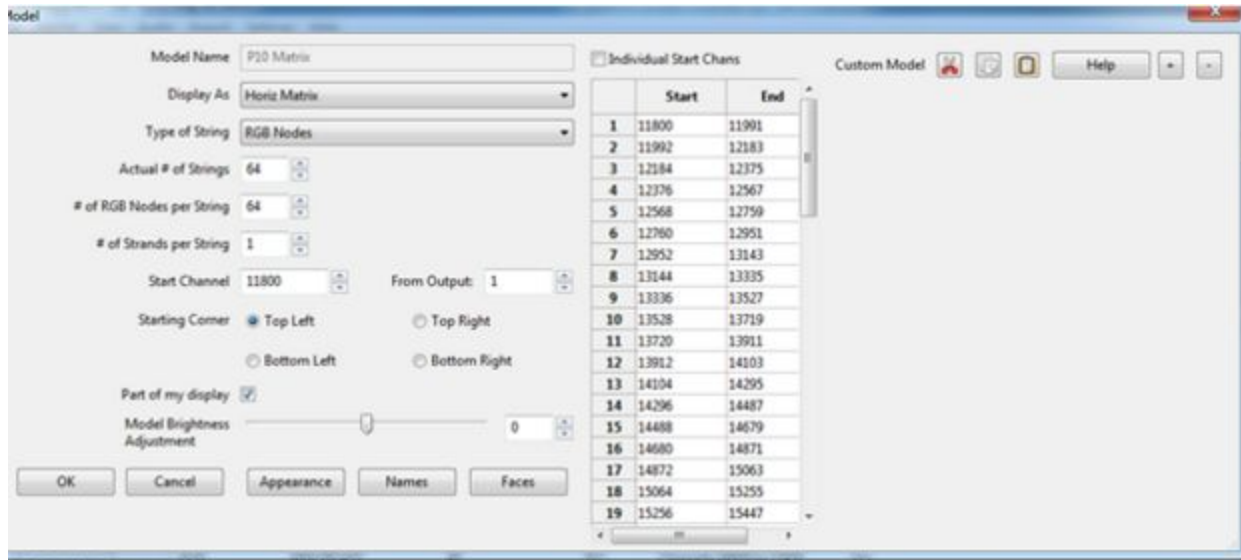 Model
Model Name P10 Matrix
Display As Horiz Matrix
Type of String RGB Nodes
Actual # of Strings 64
# of RGB Nodes per String 64
# of Strands per String 1
Start Channel 11800 From Output: 1
Starting Corner Top Left Top Right
Bottom Left Bottom Right
Part of my display
Model Brightness
Adjustment 0
OK Cancel Appearance Names Faces
Individual Start Chans
Start End
1 11800 11991
2 11992 12183
3 12184 12375
4 12376 12567
5 12568 12759
6 12760 12951
7 12952 13143
8 13144 13335
9 13336 13527
10 13528 13719
11 13720 13911
12 13912 14103
13 14104 14295
14 14296 14487
15 14488 14679
16 14680 14871
17 14872 15063
18 15064 15255
19 15256 15447
Custom Model Help + -